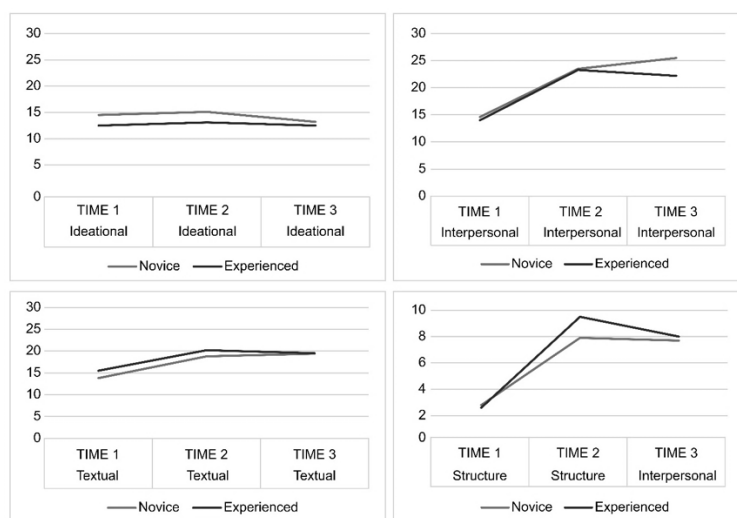 30
25
20
15
10
5
0
TIME 1 TIME 2 TIME 3
Ideational Ideational Ideational
Novice Experienced
30
25
20
15
10
5
0
TIME 1 TIME 2 TIME 3
Interpersonal Interpersonal Interpersonal
Novice Experienced
30
25
20
15
10
5
0
TIME 1 TIME 2 TIME 3
Textual Textual Textual
Novice Experienced
10
8
6
4
2
0
TIME 1 TIME 2 TIME 3
Structure Structure Interpersonal
Novice Experienced